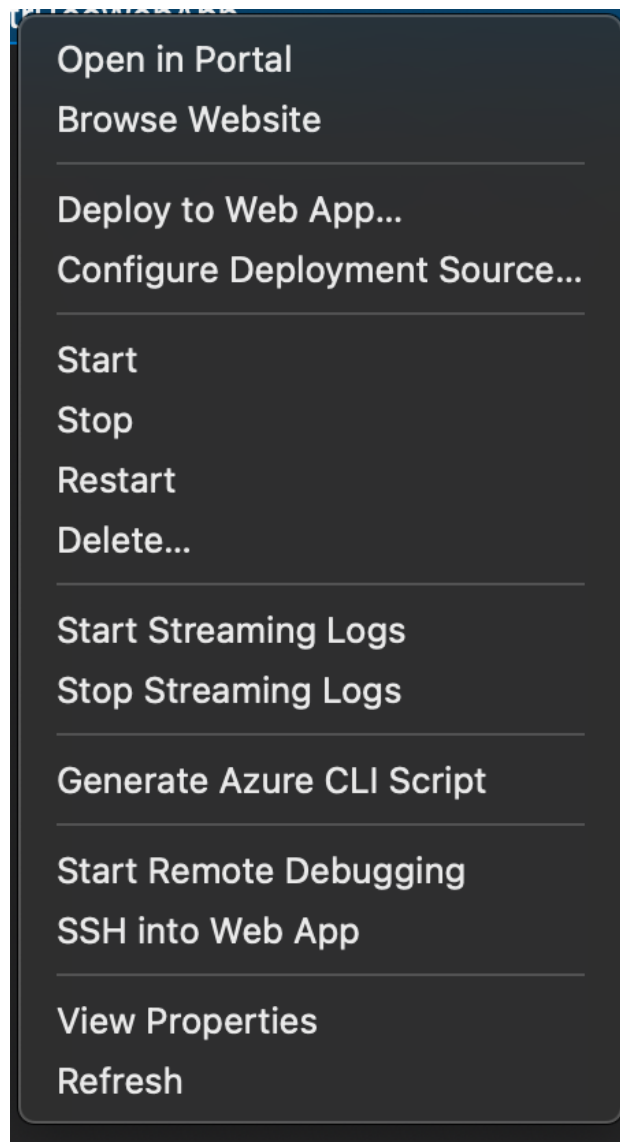 Open in Portal
Browse Website
Deploy to Web App...
Configure Deployment Source...
Start
Stop
Restart
Delete...
Start Streaming Logs
Stop Streaming Logs
Generate Azure CLI Script
Start Remote Debugging
SSH into Web App
View Properties
Refresh